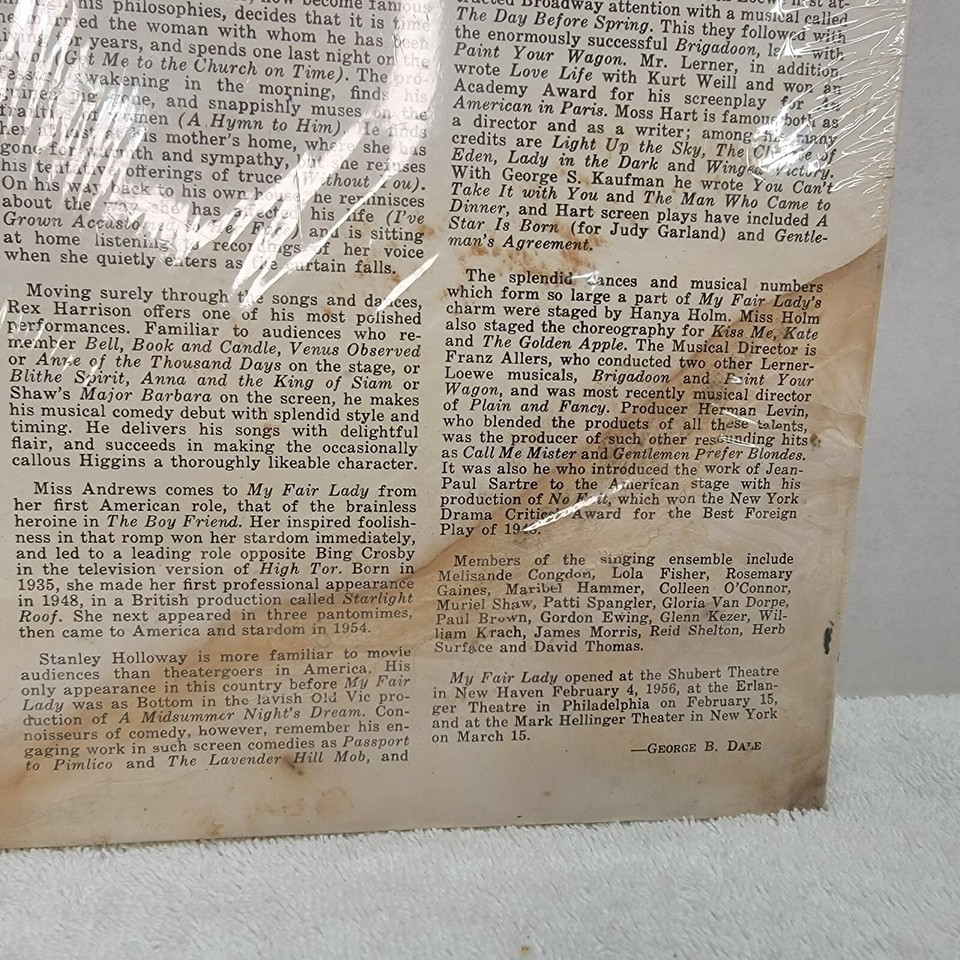 his philosophies, decides that it is time
married the woman with whom he has been
for years, and spends one last night on the
(Get Me to the Church on Time). The pro-
awakening in the morning, finds his
gone, and snappishly muses on the
women (A Hymn to Him). He finds
her at last at his mother's home, where she has
gone for warmth and sympathy, but he refuses
his tentative offerings of truce (Without You).
On his way back to his own house he reminisces
about the way she has affected his life (I've
Grown Accustomed Face) and is sitting
at home listening to recordings of her voice
when she quietly enters as the curtain falls.
Moving surely through the songs and dances,
Rex Harrison offers one of his most polished
performances. Familiar to audiences who re-
member Bell, Book and Candle, Venus Observed
or Anne of the Thousand Days on the stage, or
Blithe Spirit, Anna and the King of Siam or
Shaw's Major Barbara on the screen, he makes
his musical comedy debut with splendid style and
timing. He delivers his songs with delightful
flair, and succeeds in making the occasionally
callous Higgins a thoroughly likeable character.
Miss Andrews comes to My Fair Lady from
her first American role, that of the brainless
heroine in The Boy Friend. Her inspired foolish-
ness in that romp won her stardom immediately,
and led to a leading role opposite Bing Crosby
in the television version of High Tor. Born in
1935, she made her first professional appearance
in 1948, in a British production called Starlight
Roof. She next appeared in three pantomimes,
then came to America and stardom in 1954.
Stanley Holloway is more familiar to movie
audiences than theatergoers in America. His
only appearance in this country before My Fair
Lady was as Bottom in the lavish Old Vic pro-
duction of A Midsummer Night's Dream. Con-
noisseurs of comedy, however, remember his en-
gaging work in such screen comedies as Passport
to Pimlico and The Lavender Hill Mob, and
tracted Broadway attention with a musical called
The Day Before Spring. This they followed with
the enormously successful Brigadoon, later with
Paint Your Wagon. Mr. Lerner, in addition,
wrote Love Life with Kurt Weill and won an
Academy Award for his screenplay for An
American in Paris. Moss Hart is famous both as
a director and as a writer; among his many
credits are Light Up the Sky, The Climate of
Eden, Lady in the Dark and Winged Victory.
With George S. Kaufman he wrote You Can't
Take It with You and The Man Who Came to
Dinner, and Hart screen plays have included A
Star Is Born (for Judy Garland) and Gentle-
man's Agreement.
The splendid dances and musical numbers
which form so large a part of My Fair Lady's
charm were staged by Hanya Holm. Miss Holm
also staged the choreography for Kiss Me, Kate
and The Golden Apple. The Musical Director is
Franz Allers, who conducted two other Lerner-
Loewe musicals, Brigadoon and Paint Your
Wagon, and was most recently musical director
of Plain and Fancy. Producer Herman Levin,
who blended the products of all these talents,
was the producer of such other resounding hits
as Call Me Mister and Gentlemen Prefer Blondes.
It was also he who introduced the work of Jean-
Paul Sartre to the American stage with his
production of No Exit, which won the New York
Drama Critics' Award for the Best Foreign
Play of
Members of the singing ensemble include
Melisande Congdon, Lola Fisher, Rosemary
Gaines, Maribel Hammer, Colleen O'Connor,
Muriel Shaw, Patti Spangler, Gloria Van Dorpe,
Paul Brown, Gordon Ewing, Glenn Kezer, Wil-
liam Krach, James Morris, Reid Shelton, Herb
Surface and David Thomas.
My Fair Lady opened at the Shubert Theatre
in New Haven February 4, 1956, at the Erlan-
ger Theatre in Philadelphia on February 15,
and at the Mark Hellinger Theater in New York
on March 15.
—GEORGE B. DALE